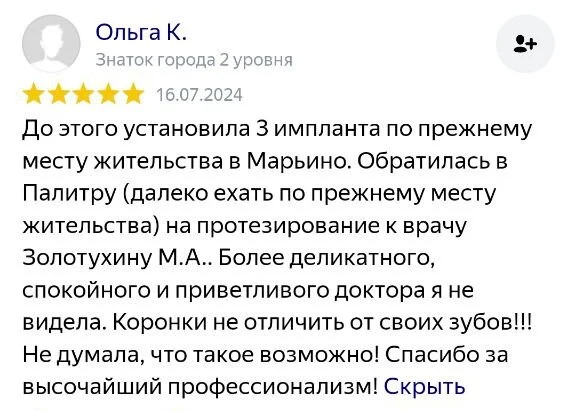 Ольга К.
Знаток города 2 уровня
16.07.2024
До этого установила 3 импланта по прежнему
месту жительства в Марьино. Обратилась в
Палитру (далеко ехать по прежнему месту
жительства) на протезирование к врачу
Золотухину М.А.. Более деликатного,
спокойного и приветливого доктора я не
видела. Коронки не отличить от своих зубов!!!
Не думала, что такое возможно! Спасибо за
высочайший профессионализм! Скрыть